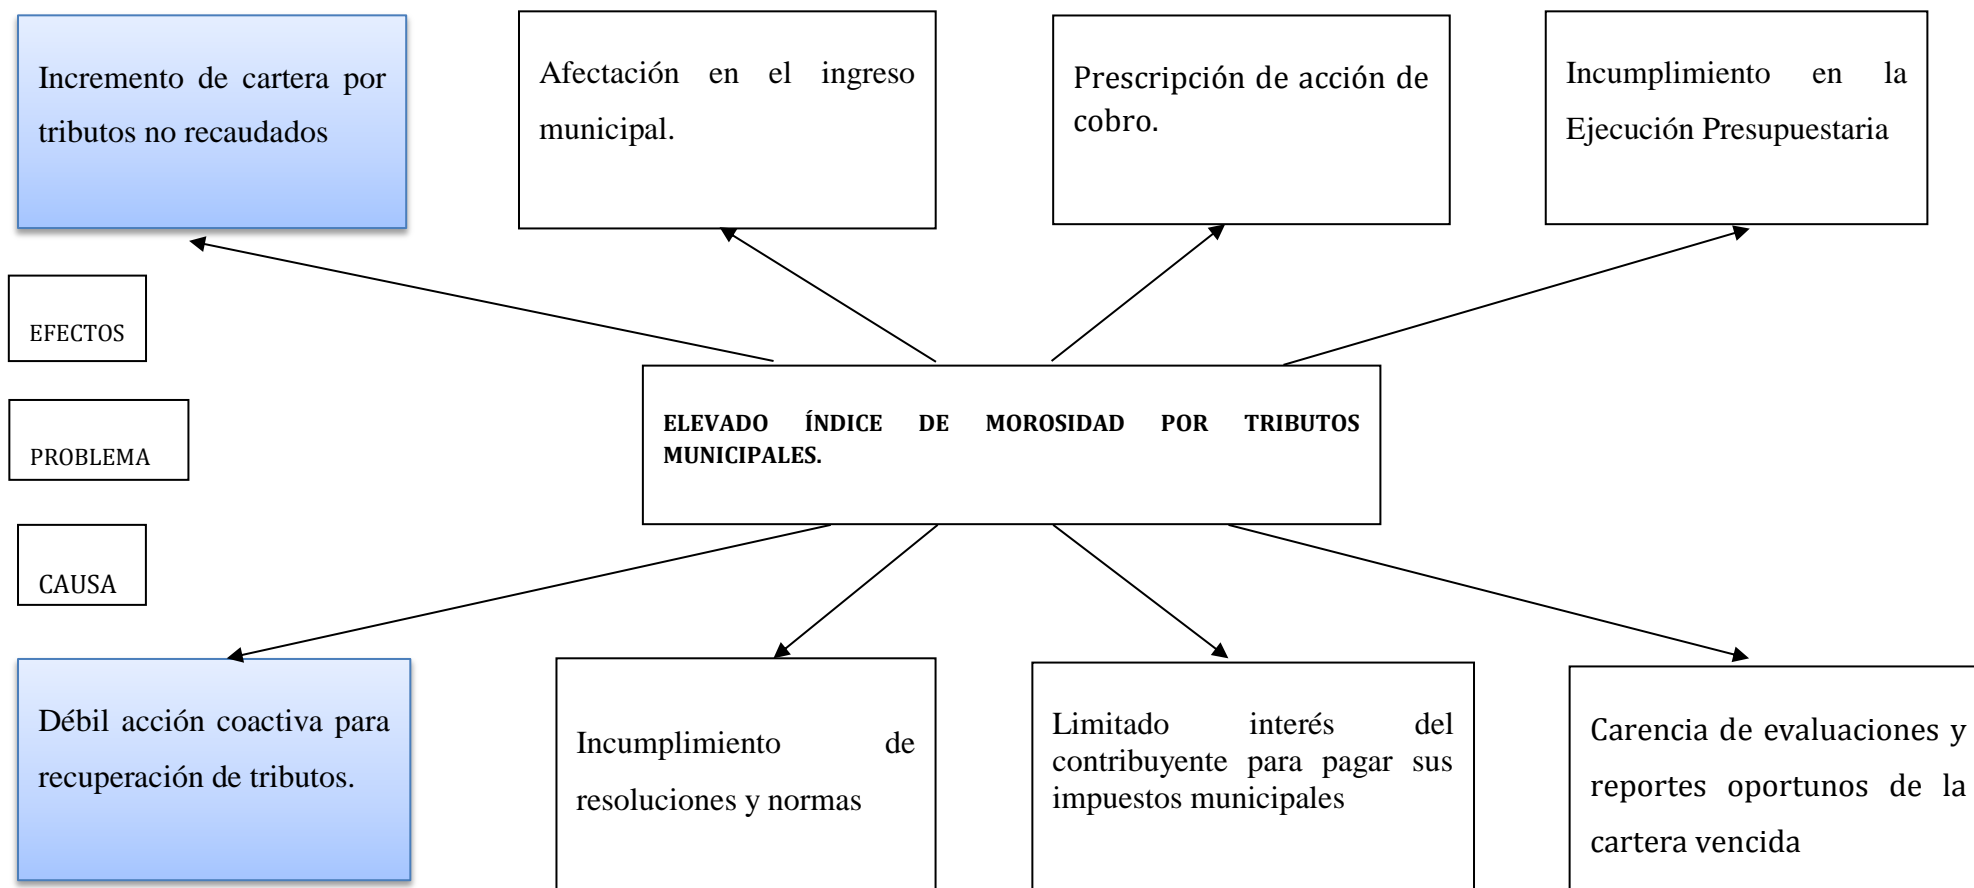 Incremento de cartera por
tributos no recaudados
Afectación en el ingreso
municipal.
Prescripción de acción de
cobro.
Incumplimiento en la
Ejecución Presupuestaria
EFECTOS
PROBLEMA
CAUSA
ELEVADO ÍNDICE DE MOROSIDAD POR TRIBUTOS
MUNICIPALES.
Débil acción coactiva para
recuperación de tributos.
Incumplimiento de
resoluciones y normas
Limitado interés del
contribuyente para pagar sus
impuestos municipales
Carencia de evaluaciones y
reportes oportunos de la
cartera vencida